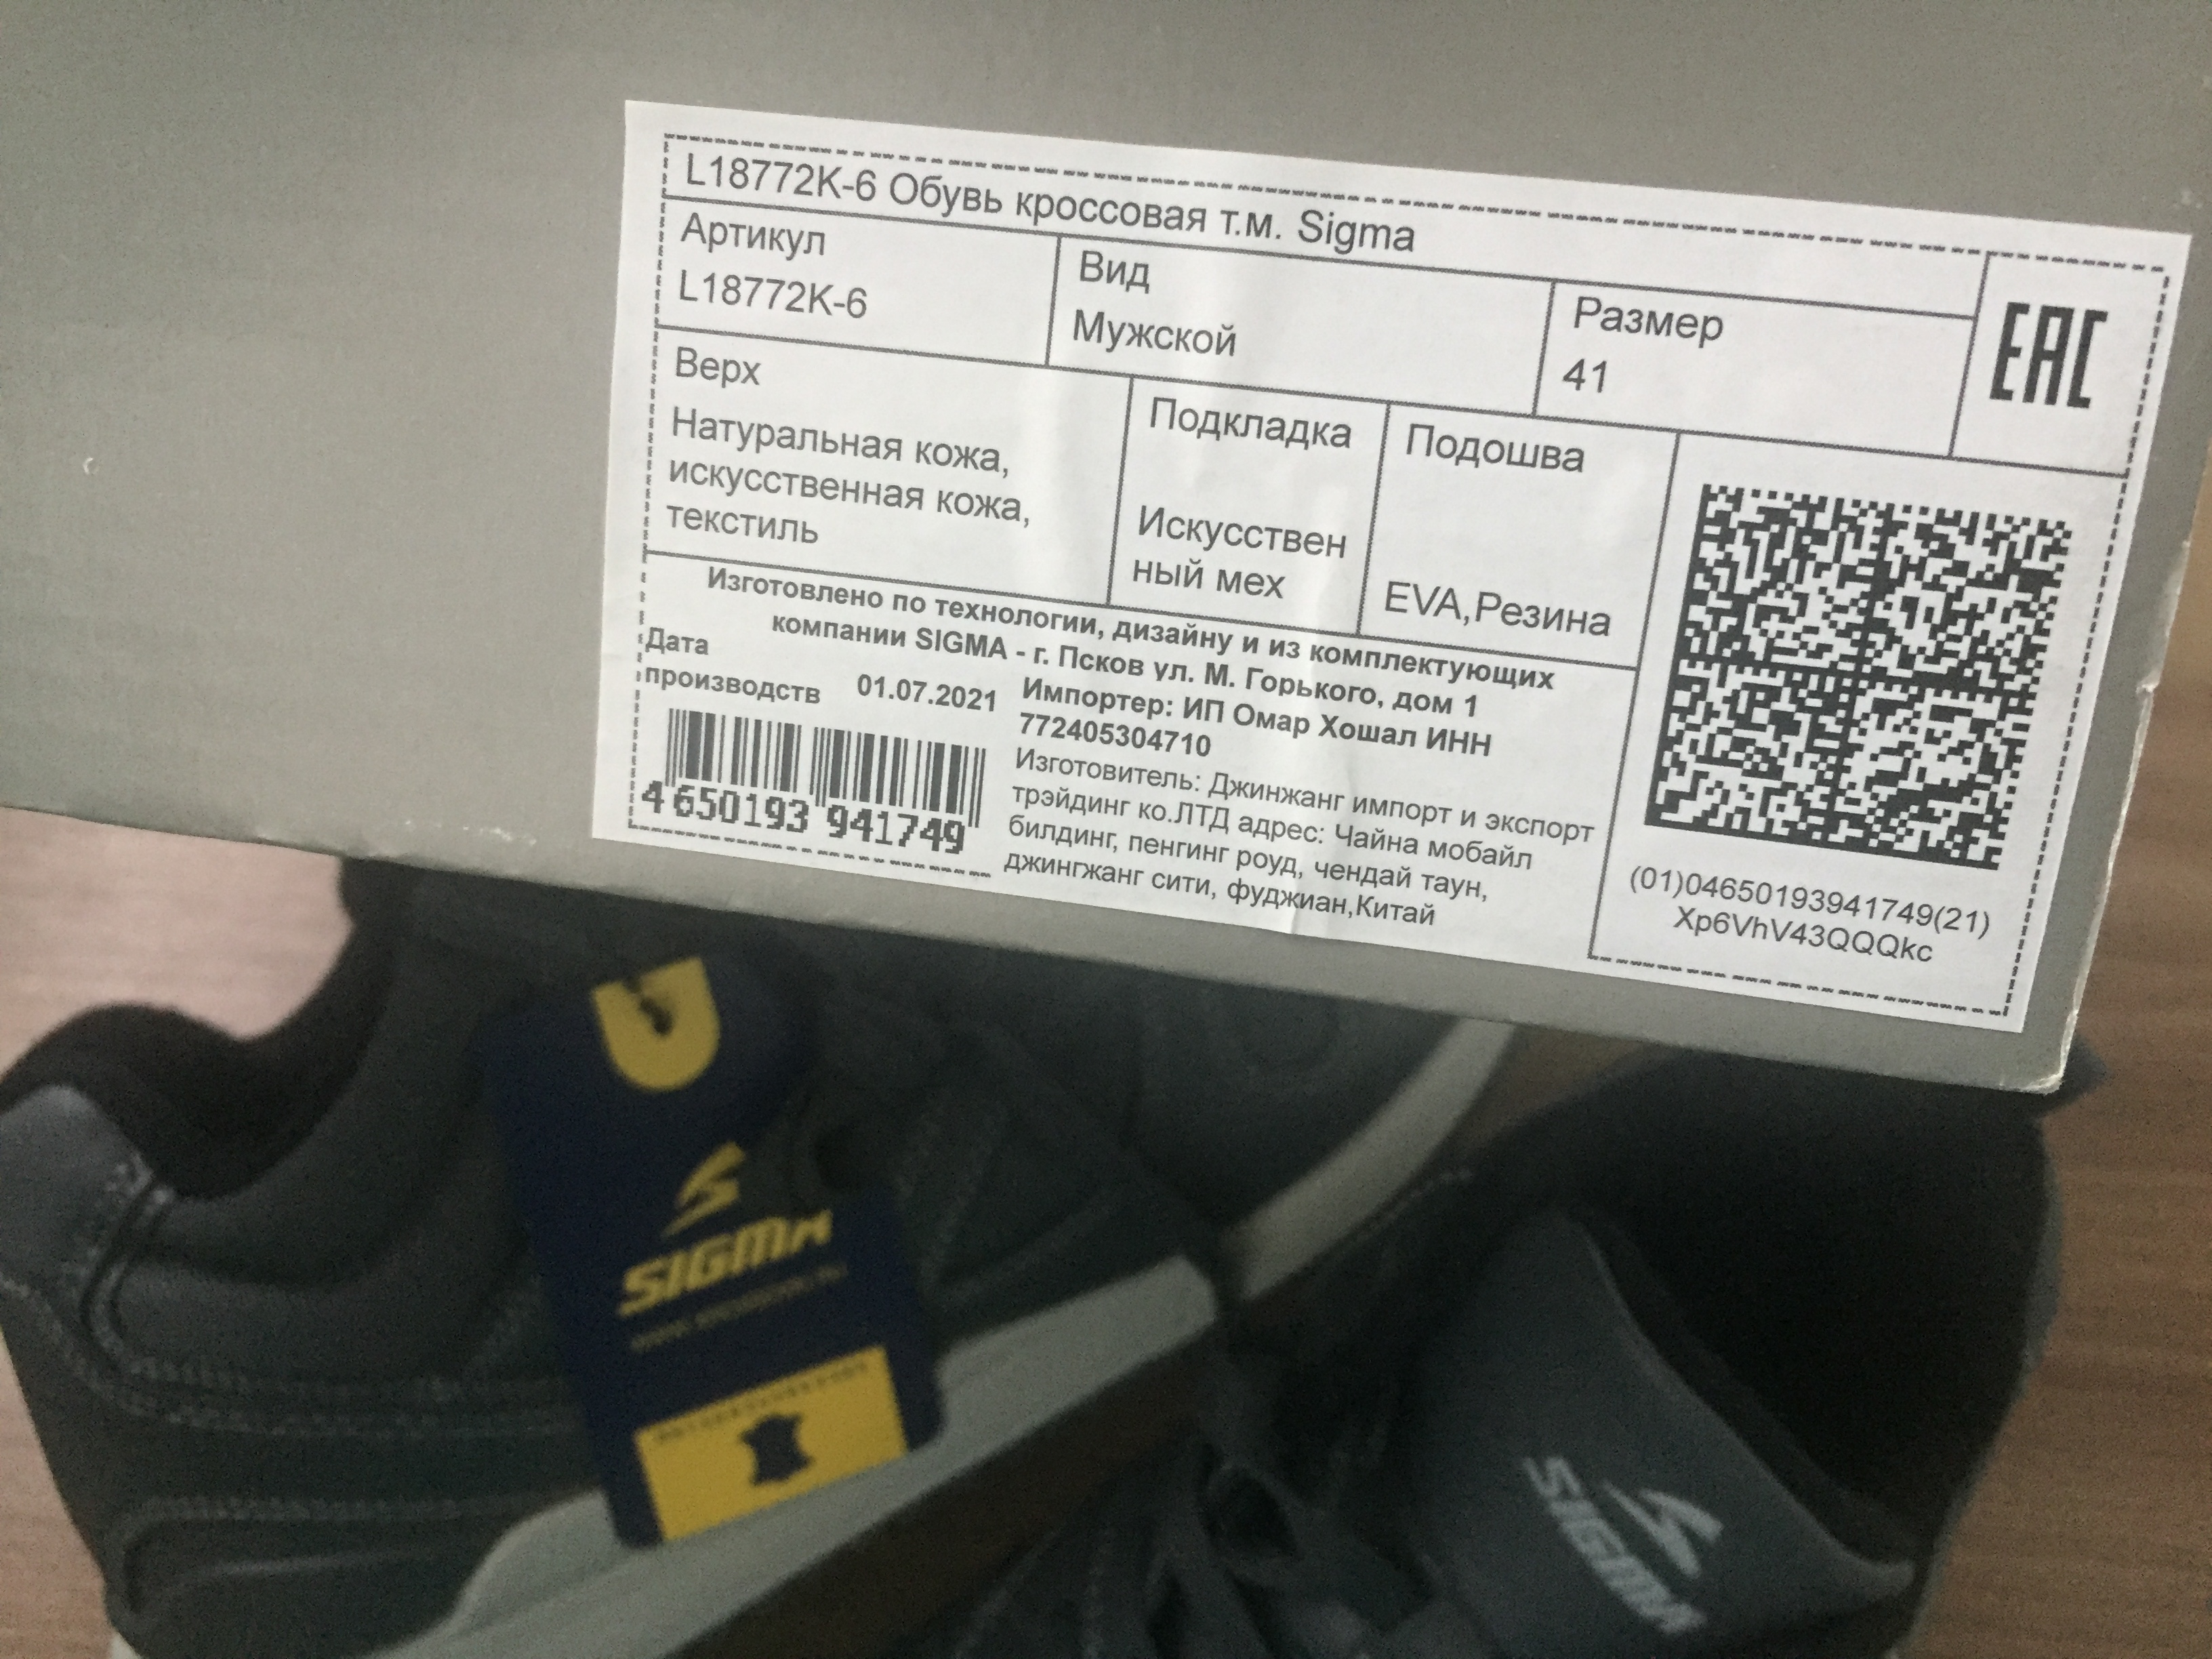 L18772K-6 Обувь кроссовая т.м. Sigma
Артикул
L18772K-6
Вид
Мужской
Размер
41
EAC
Верх
Натуральная кожа,
искусственная кожа,
текстиль
Подкладка
Искусствен
ный мех
Подошва
EVA,Резина
Изготовлено по технологии, дизайну и из комплектующих
компании SIGMA - г. Псков ул. М. Горького, дом 1
Дата
производств 01.07.2021
Импортер: ИП Омар Хошал ИНН
772405304710
Изготовитель: Джинжанг импорт и экспорт
трэйдинг ко.ЛТД адрес: Чайна мобайл
билдинг, пенгинг роуд, чендай таун,
джингжанг сити, фуджиан,Китай
4 650193 941749
(01)04650193941749(21)
Xp6VhV43QQQkc
SIGMA
SIGMA